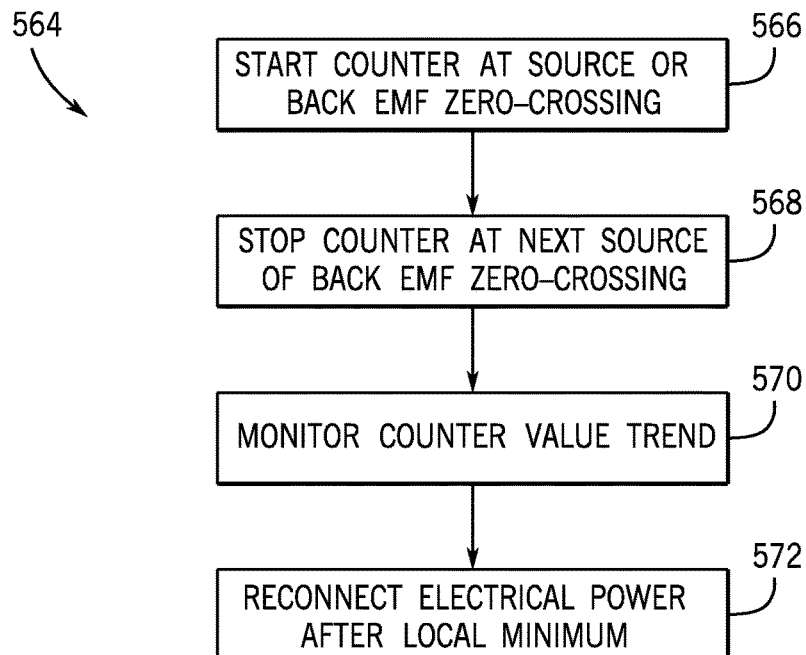 564
566
START COUNTER AT SOURCE OR
BACK EMF ZERO–CROSSING
568
STOP COUNTER AT NEXT SOURCE
OF BACK EMF ZERO–CROSSING
570
MONITOR COUNTER VALUE TREND
572
RECONNECT ELECTRICAL POWER
AFTER LOCAL MINIMUM